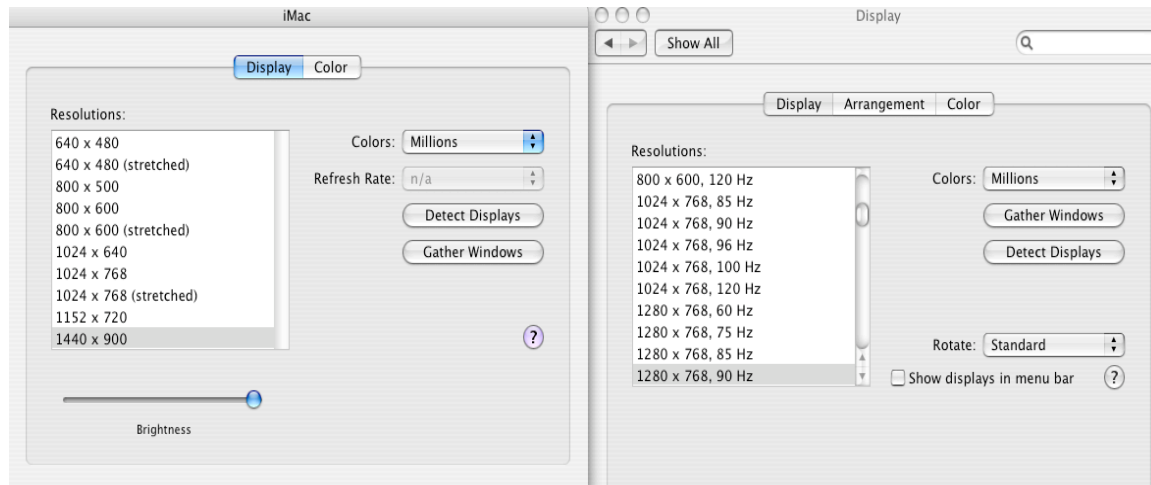 iMac
Display Color
Resolutions:
640 x 480
640 x 480 (stretched)
800 x 500
800 x 600
800 x 600 (stretched)
1024 x 640
1024 x 768
1024 x 768 (stretched)
1152 x 720
1440 x 900
Colors: Millions
Refresh Rate: n/a
Detect Displays
Gather Windows
?
Brightness
Display
Show All
Display Arrangement Color
Resolutions:
800 x 600, 120 Hz
1024 x 768, 85 Hz
1024 x 768, 90 Hz
1024 x 768, 96 Hz
1024 x 768, 100 Hz
1024 x 768, 120 Hz
1280 x 768, 60 Hz
1280 x 768, 75 Hz
1280 x 768, 85 Hz
1280 x 768, 90 Hz
Colors: Millions
Gather Windows
Detect Displays
Rotate: Standard
Show displays in menu bar ?